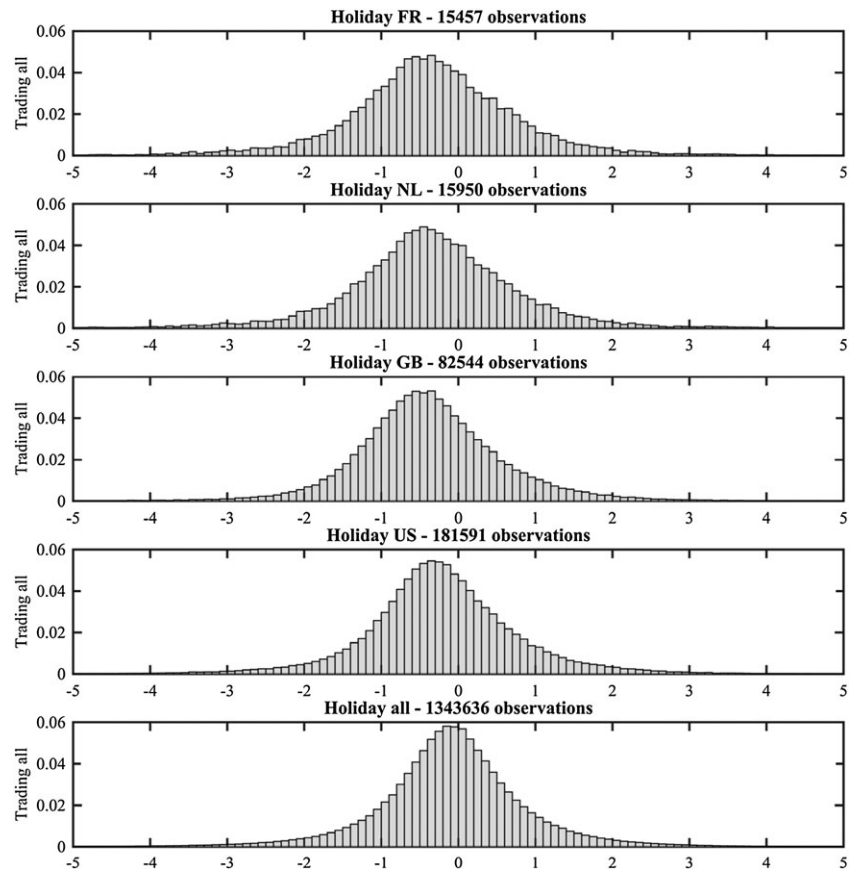 Holiday FR - 15457 observations
0.06
0.04
0.02
0
Trading all
-5 -4 -3 -2 -1 0 1 2 3 4 5
Holiday NL - 15950 observations
0.06
0.04
0.02
0
Trading all
-5 -4 -3 -2 -1 0 1 2 3 4 5
Holiday GB - 82544 observations
0.06
0.04
0.02
0
Trading all
-5 -4 -3 -2 -1 0 1 2 3 4 5
Holiday US - 181591 observations
0.06
0.04
0.02
0
Trading all
-5 -4 -3 -2 -1 0 1 2 3 4 5
Holiday all - 1343636 observations
0.06
0.04
0.02
0
Trading all
-5 -4 -3 -2 -1 0 1 2 3 4 5